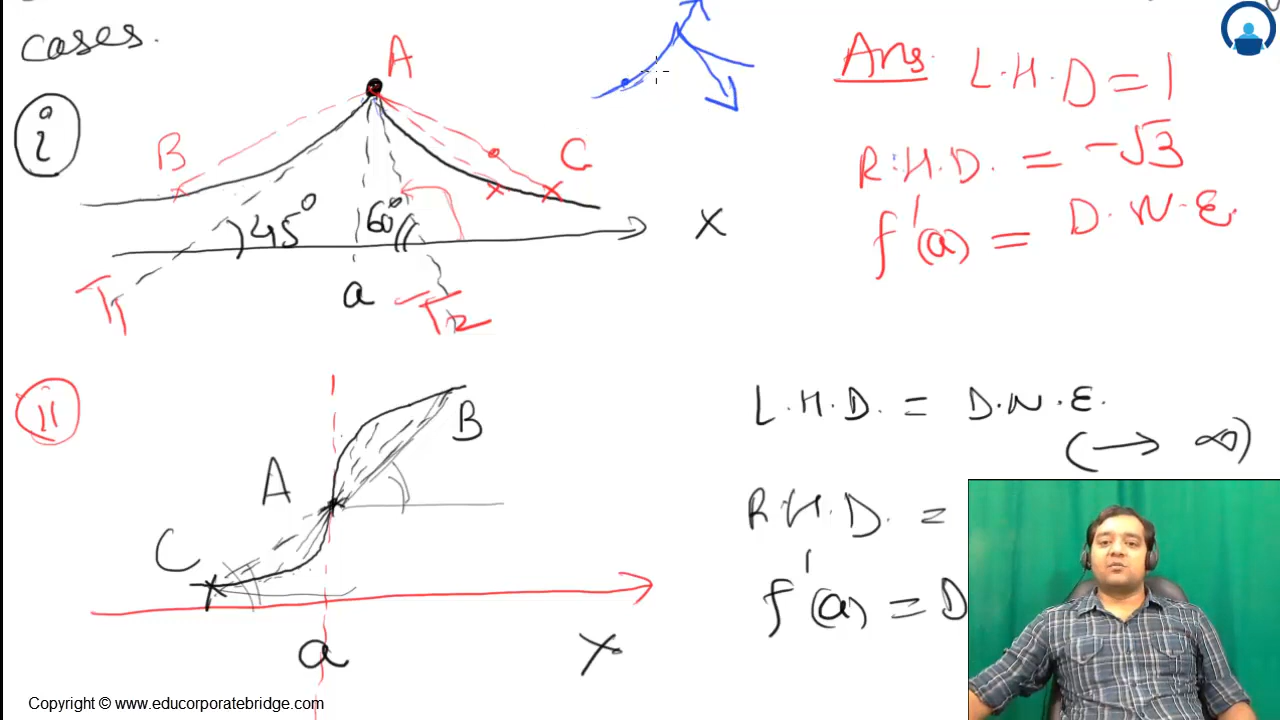 cases.
i
A
B
C
45°
60°
X
a
T1
T2
Ans. L.H.D = 1
R.H.D. = -√3
f'(a) = D.N.E.
ii
A
B
C
a
X
L.H.D. = D.N.E.
(→ ∞)
R.H.D. =
f'(a) = D
Copyright © www.educorporatebridge.com